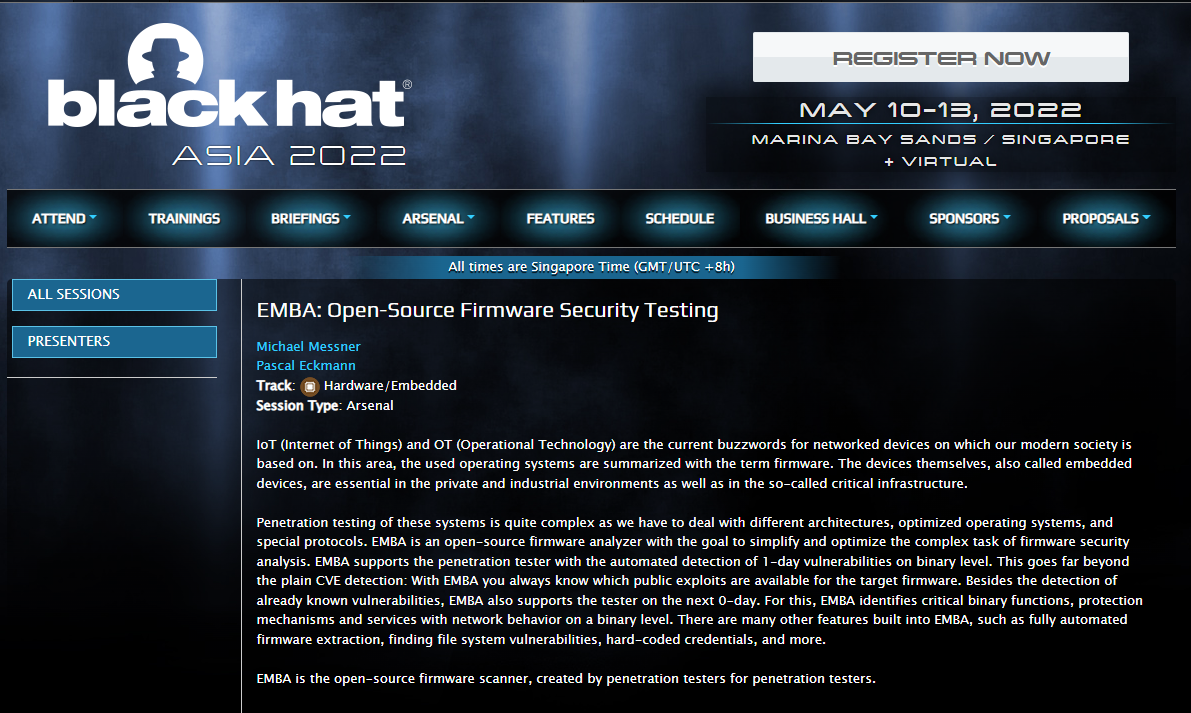 black hat®
ASIA 2022
REGISTER NOW
MAY 10-13, 2022
MARINA BAY SANDS / SINGAPORE
+ VIRTUAL
ATTEND TRAININGS BRIEFINGS ARSENAL FEATURES SCHEDULE BUSINESS HALL SPONSORS PROPOSALS
All times are Singapore Time (GMT/UTC +8h)
ALL SESSIONS
PRESENTERS
EMBA: Open-Source Firmware Security Testing
Michael Messner
Pascal Eckmann
Track: Hardware/Embedded
Session Type: Arsenal
IoT (Internet of Things) and OT (Operational Technology) are the current buzzwords for networked devices on which our modern society is
based on. In this area, the used operating systems are summarized with the term firmware. The devices themselves, also called embedded
devices, are essential in the private and industrial environments as well as in the so-called critical infrastructure.
Penetration testing of these systems is quite complex as we have to deal with different architectures, optimized operating systems, and
special protocols. EMBA is an open-source firmware analyzer with the goal to simplify and optimize the complex task of firmware security
analysis. EMBA supports the penetration tester with the automated detection of 1-day vulnerabilities on binary level. This goes far beyond
the plain CVE detection: With EMBA you always know which public exploits are available for the target firmware. Besides the detection of
already known vulnerabilities, EMBA also supports the tester on the next 0-day. For this, EMBA identifies critical binary functions, protection
mechanisms and services with network behavior on a binary level. There are many other features built into EMBA, such as fully automated
firmware extraction, finding file system vulnerabilities, hard-coded credentials, and more.
EMBA is the open-source firmware scanner, created by penetration testers for penetration testers.